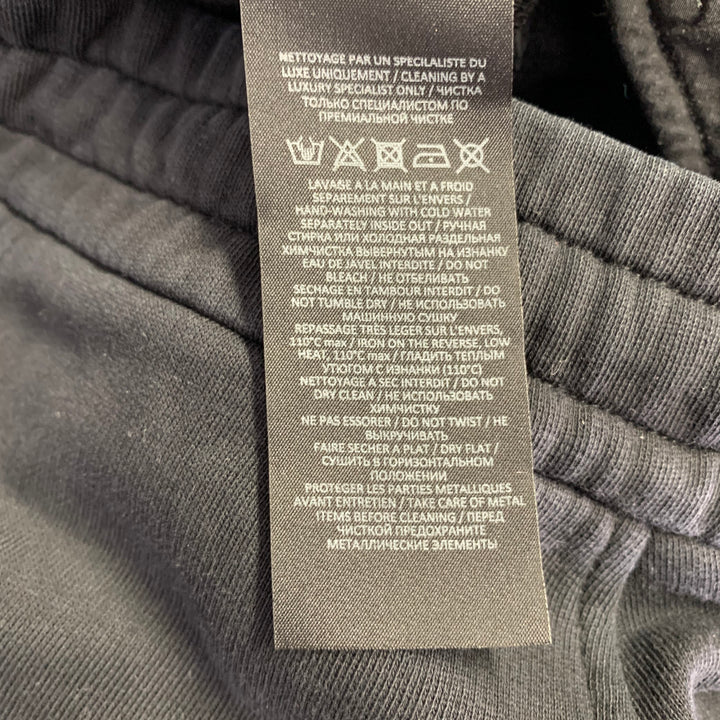 NETTOYAGE PAR UN SPECIALISTE DU
LUXE UNIQUEMENT / CLEANING BY A
LUXURY SPECIALIST ONLY / ЧИСТКА
ТОЛЬКО СПЕЦИАЛИСТОМ ПО
ПРЕМИАЛЬНОЙ ЧИСТКЕ
LAVAGE A LA MAIN ET A FROID
SEPAREMENT SUR L'ENVERS /
HAND-WASHING WITH COLD WATER
SEPARATELY INSIDE OUT / РУЧНАЯ
СТИРКА ИЛИ ХОЛОДНАЯ РАЗДЕЛЬНАЯ
ХИМЧИСТКА ВЫВЕРНУТЫМ НА ИЗНАНКУ
EAU DE JAVEL INTERDITE / DO NOT
BLEACH / НЕ ОТБЕЛИВАТЬ
SECHAGE EN TAMBOUR INTERDIT / DO
NOT TUMBLE DRY / НЕ ИСПОЛЬЗОВАТЬ
МАШИННУЮ СУШКУ
REPASSAGE TRÈS LEGER SUR L'ENVERS,
110°C max / IRON ON THE REVERSE, LOW
HEAT, 110°C max / ГЛАДИТЬ ТЕПЛЫМ
УТЮГОМ С ИЗНАНКИ (110°C)
NETTOYAGE A SEC INTERDIT / DO NOT
DRY CLEAN / НЕ ИСПОЛЬЗОВАТЬ
ХИМЧИСТКУ
NE PAS ESSORER / DO NOT TWIST / НЕ
ВЫКРУЧИВАТЬ
FAIRE SECHER A PLAT / DRY FLAT /
СУШИТЬ В ГОРИЗОНТАЛЬНОМ
ПОЛОЖЕНИИ
PROTEGER LES PARTIES METALLIQUES
AVANT ENTRETIEN / TAKE CARE OF METAL
ITEMS BEFORE CLEANING / ПЕРЕД
ЧИСТКОЙ ПРЕДОХРАНИТЕ
МЕТАЛЛИЧЕСКИЕ ЭЛЕМЕНТЫ